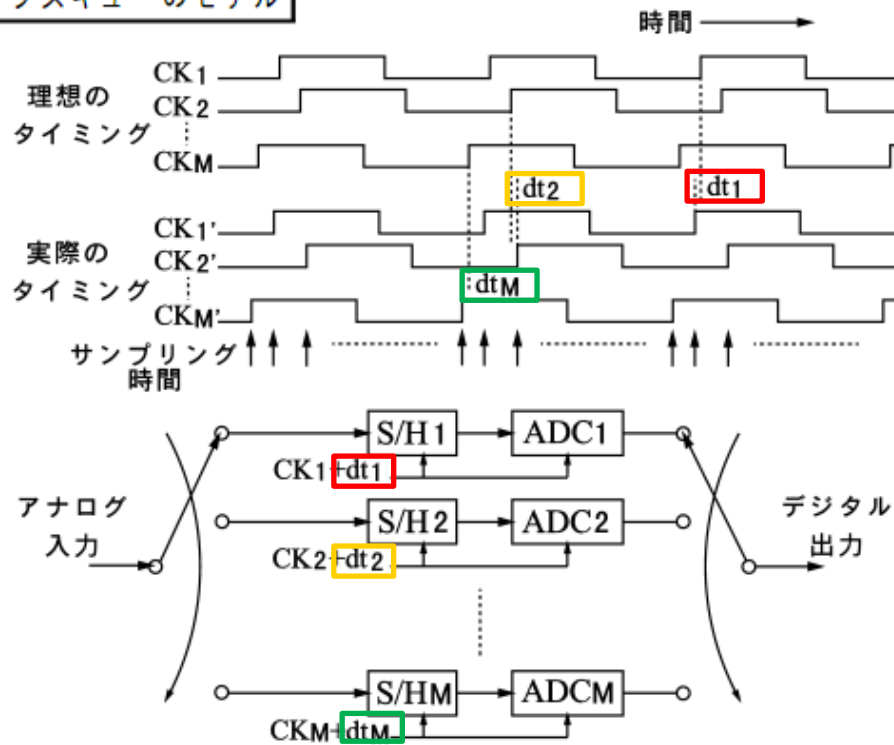 時間
CK1
理想の
CK2
タイミング
CKM
dt2
dt1
CK1'
実際の
CK2'
タイミング
dtM
CKM'
サンプリング
時間
S/H1
ADC1
CK1+dt1
アナログ
入力
S/H2
ADC2
デジタル
出力
CK2+dt2
S/HM
ADCM
CKM+dtM